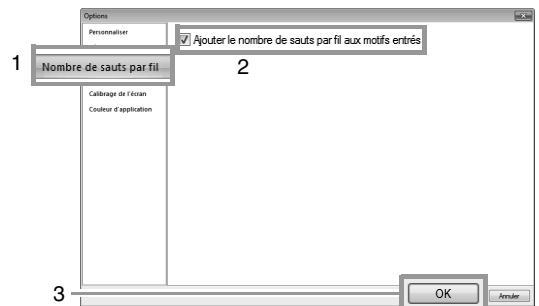 Options
Personnaliser
Ajouter le nombre de sauts par fil aux motifs entrés
1
Nombre de sauts par fil
2
Calibrage de l'écran
Couleur d'application
3
OK
Annuler